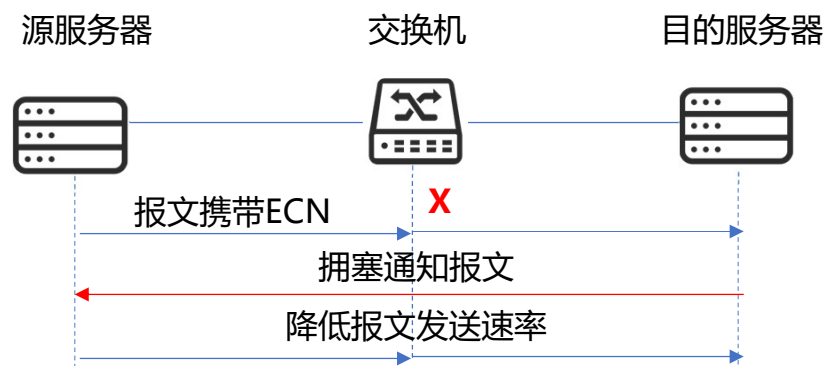 源服务器
交换机
目的服务器
报文携带ECN
X
拥塞通知报文
降低报文发送速率